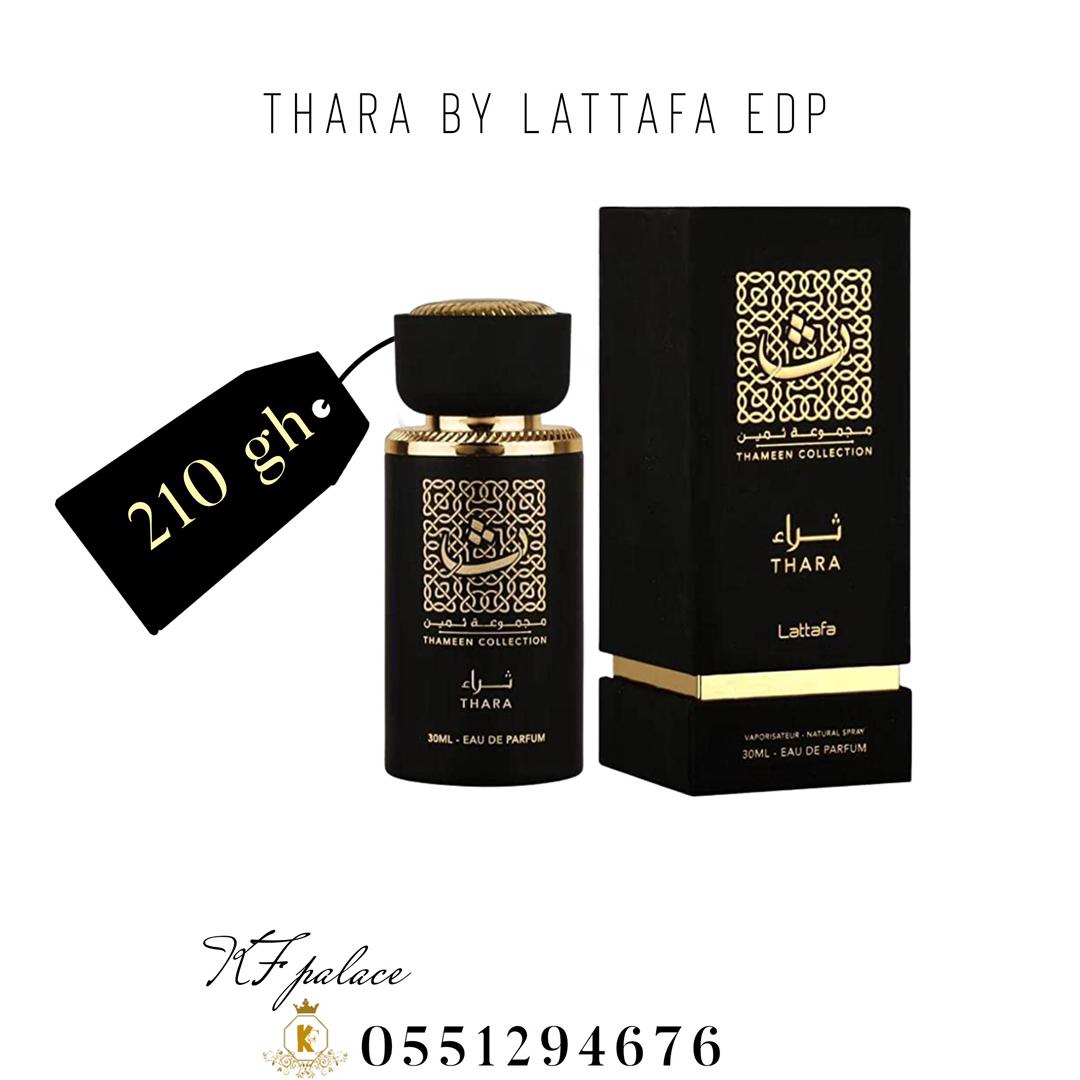 THARA BY LATTAFA EDP
210 gh
ث
مجموعة ثمين
THAMEEN COLLECTION
ثراء
THARA
30ML - EAU DE PARFUM
ث
مجموعة ثمين
THAMEEN COLLECTION
ثراء
THARA
Lattafa
VAPORISATEUR - NATURAL SPRAY
30ML - EAU DE PARFUM
KF palace
KF
0551294676